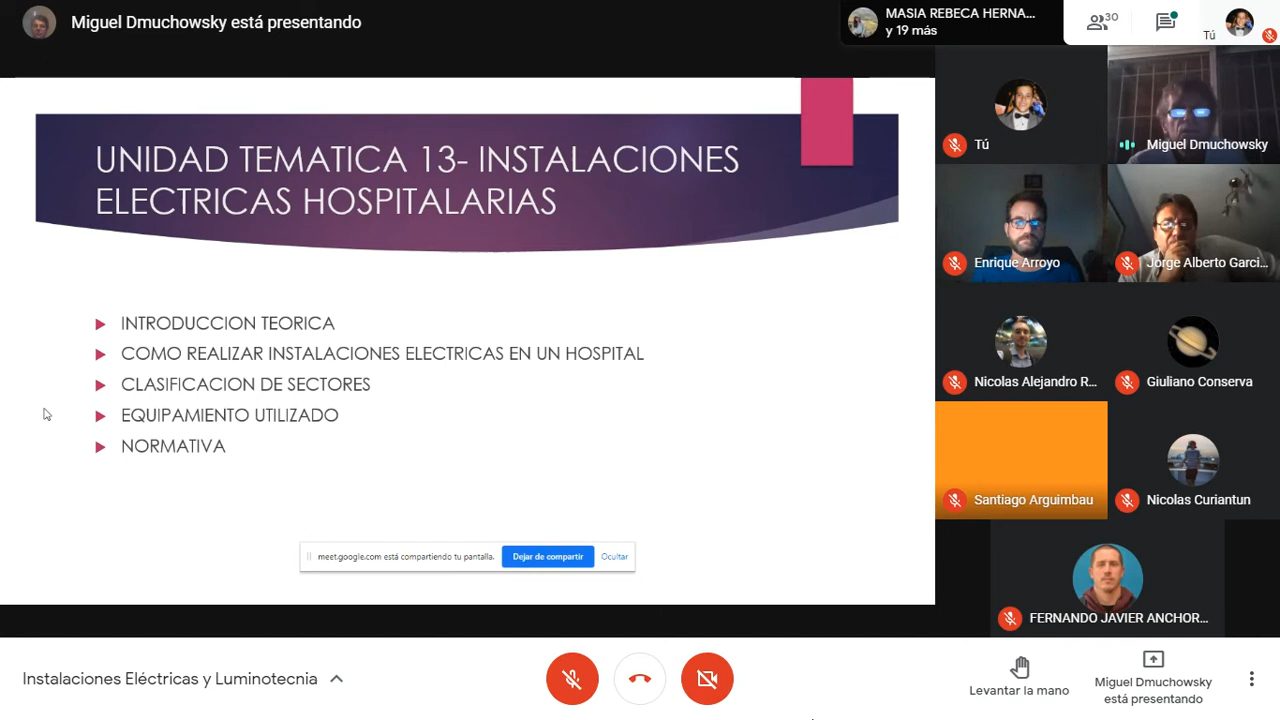 Miguel Dmuchowsky está presentando
MASIA REBECA HERNA...
y 19 más
30
Tú
UNIDAD TEMATICA 13- INSTALACIONES
ELECTRICAS HOSPITALARIAS
INTRODUCCION TEORICA
COMO REALIZAR INSTALACIONES ELECTRICAS EN UN HOSPITAL
CLASIFICACION DE SECTORES
EQUIPAMIENTO UTILIZADO
NORMATIVA
meet.google.com está compartiendo tu pantalla.
Dejar de compartir
Ocultar
Tú
Miguel Dmuchowsky
Enrique Arroyo
Jorge Alberto Garci...
Nicolas Alejandro R...
Giuliano Conserva
Santiago Arguimbau
Nicolas Curiantun
FERNANDO JAVIER ANCHOR...
Instalaciones Eléctricas y Luminotecnia
Levantar la mano
Miguel Dmuchowsky
está presentando